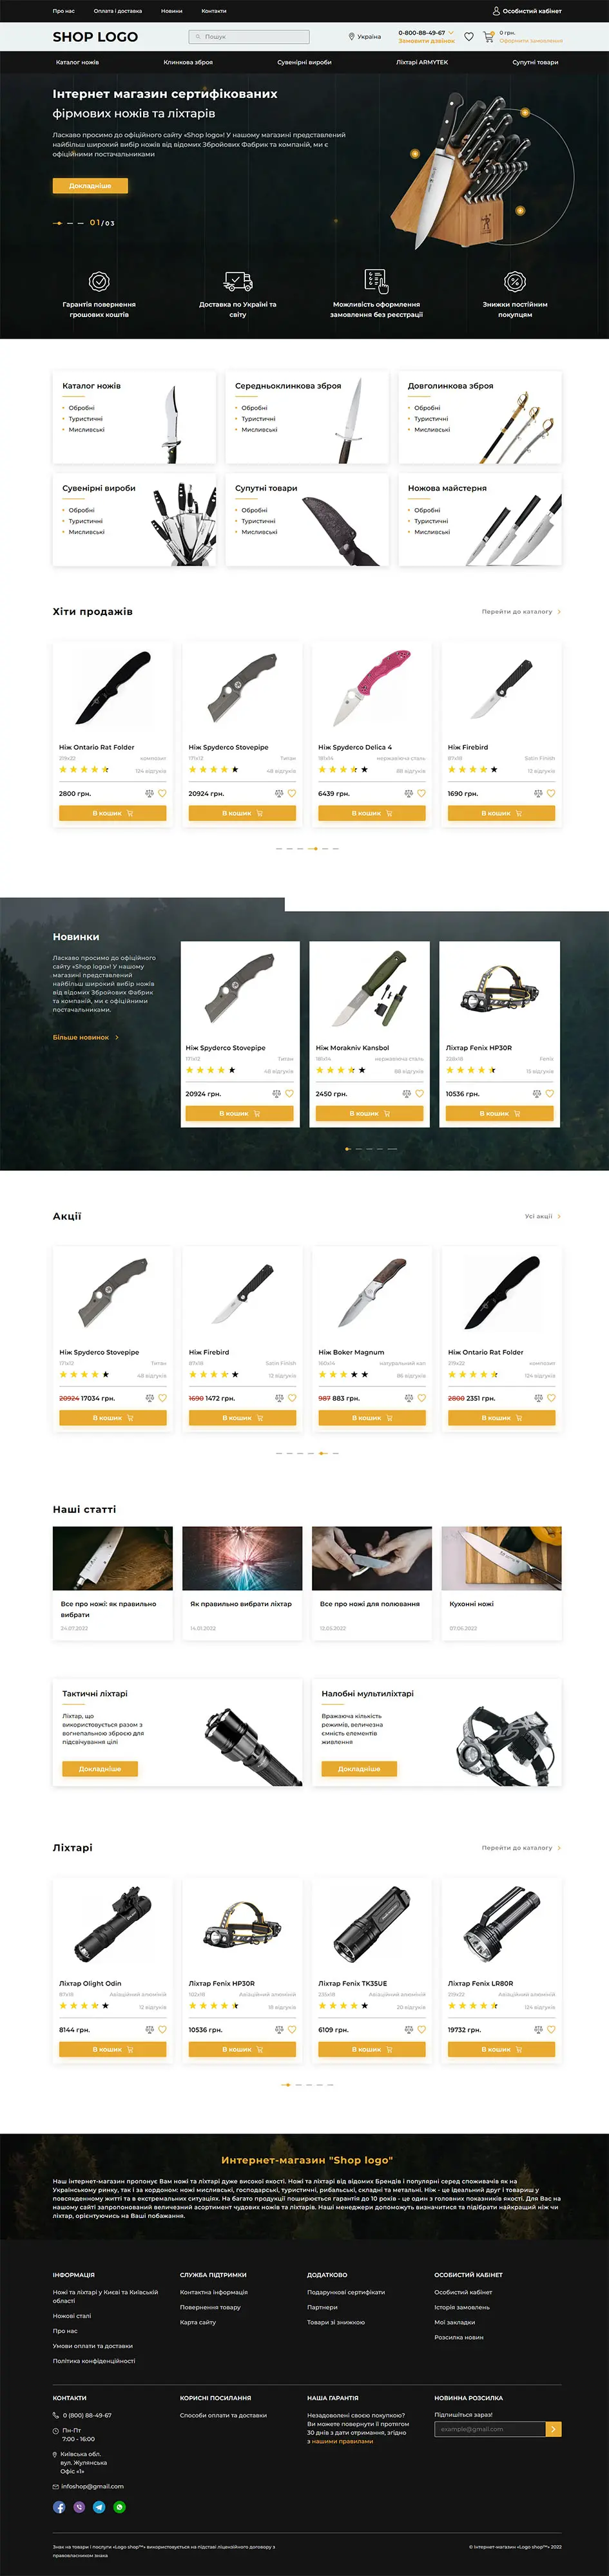 Про нас
Оплата і доставка
Новини
Контакти
Особистий кабінет
SHOP LOGO
Пошук
Україна
0-800-88-49-67
Замовити дзвінок
0 грн.
Оформити замовлення
Каталог ножів
Клинкова зброя
Сувенірні вироби
Ліхтарі ARMYTEK
Супутні товари
Інтернет магазин сертифікованих
фірмових ножів та ліхтарів
Ласкаво просимо до офіційного сайту «Shop logo»! У нашому магазині представлений
найбільш широкий вибір ножів від відомих Збройових Фабрик та компаній, ми є
офіційними постачальниками
Докладніше
01/03
Гарантія повернення
грошових коштів
Доставка по Україні та
світу
Можливість оформлення
замовлення без реєстрації
Знижки постійним
покупцям
Каталог ножів
Обробні
Туристичні
Мисливські
Середньоклинкова зброя
Обробні
Туристичні
Мисливські
Довголинкова зброя
Обробні
Туристичні
Мисливські
Сувенірні вироби
Обробні
Туристичні
Мисливські
Супутні товари
Обробні
Туристичні
Мисливські
Ножова майстерня
Обробні
Туристичні
Мисливські
Хіти продажів
Перейти до каталогу
Ніж Ontario Rat Folder
219x22 композит
124 відгуків
2800 грн.
В кошик
Ніж Spyderco Stovepipe
171x12 Титан
48 відгуків
20924 грн.
В кошик
Ніж Spyderco Delica 4
181x14 нержавіюча сталь
88 відгуків
6439 грн.
В кошик
Ніж Firebird
87x16 Satin Finish
12 відгуків
1690 грн.
В кошик
Новинки
Ласкаво просимо до офіційного
сайту «Shop logo»! У нашому
магазині представлений
найбільш широкий вибір ножів
від відомих Збройових Фабрик
та компаній, ми є офіційними
постачальниками.
Більше новинок
Ніж Spyderco Stovepipe
171x12 Титан
48 відгуків
20924 грн.
В кошик
Ніж Morakniv Kansbol
181x14 нержавіюча сталь
88 відгуків
2450 грн.
В кошик
Ліхтар Fenix HP30R
Fenix
відгуків
10536 грн.
В кошик
Акції
Усі акції
Ніж Spyderco Stovepipe
171x12 Титан
48 відгуків
20924 17034 грн.
В кошик
Ніж Firebird
87x16 Satin Finish
12 відгуків
1690 1472 грн.
В кошик
Ніж Boker Magnum
160x14
86 відгуків
987 883 грн.
В кошик
Ніж Ontario Rat Folder
219x22 композит
124 відгуків
2800 2351 грн.
В кошик
Наші статті
Все про ножі: як правильно
вибрати
24.07.2022
Як правильно вибрати ліхтар
14.01.2022
Все про ножі для полювання
12.05.2022
Кухонні ножі
07.05.2022
Тактичні ліхтарі
Ліхтар, що
використовується разом з
вогнепальною зброєю для
підсвічування цілі
Докладніше
Налобні мультиліхтарі
Вражаюча кількість
режимів, величезна
ємність елементів
живлення
Докладніше
Ліхтарі
Перейти до каталогу
Ліхтар Olight Odin
87x16 Авіаційний алюміній
12 відгуків
8144 грн.
В кошик
Ліхтар Fenix HP30R
102x18 Авіаційний алюміній
18 відгуків
10536 грн.
В кошик
Ліхтар Fenix TK35UE
235x18 Авіаційний алюміній
20 відгуків
6109 грн.
В кошик
Ліхтар Fenix LR80R
219x22 Авіаційний алюміній
124 відгуків
19732 грн.
В кошик
Интернет-магазин "Shop logo"
Наш інтернет-магазин пропонує Вам ножі та ліхтарі дуже високої якості. Ножі та ліхтарі від відомих Брендів і популярні серед споживачів як на
Українському ринку, так і за кордоном: ножі мисливські, господарські, туристичні, рибальські, складні та метальні. Ніж - це ідеальний друг і товариш у
повсякденному житті та в екстремальних ситуаціях. На багато продукції поширюється гарантія до 10 років - це один з головних показників якості. Для Вас на
нашому сайті запропонований величезний асортимент чудових ножів та ліхтарів. Наші менеджери допоможуть визначитися та підібрати найкращий ніж чи
ліхтар, орієнтуючись на Ваші побажання.
ІНФОРМАЦІЯ
Ножі та ліхтарі у Києві та Київській
області
Ножові сталі
Про нас
Умови оплати та доставки
Політика конфіденційності
СЛУЖБА ПІДТРИМКИ
Контактна інформація
Повернення товару
Карта сайту
ДОДАТКОВО
Подарункові сертифікати
Партнери
Товари зі знижкою
ОСОБИСТИЙ КАБІНЕТ
Особистий кабінет
Історія замовлень
Мої закладки
Розсилка новин
КОНТАКТИ
0 (800) 88-49-67
Пн-Пт
7:00 - 16:00
Київська обл.
вул. Жулянська
Офіс «1»
infoshop@gmail.com
КОРИСНІ ПОСИЛАННЯ
Способи оплати та доставки
НАША ГАРАНТІЯ
Незадоволені своєю покупкою?
Ви можете повернути її протягом
30 днів з дати отримання, згідно
з нашими правилами
НОВИННА РОЗСИЛКА
Підпишіться зараз!
example@gmail.com
Знак на товари і послуги «Logo shop™» використовується на підставі ліцензійного договору з
правовласником знака
© Інтернет-магазин «Logo shop™» 2022